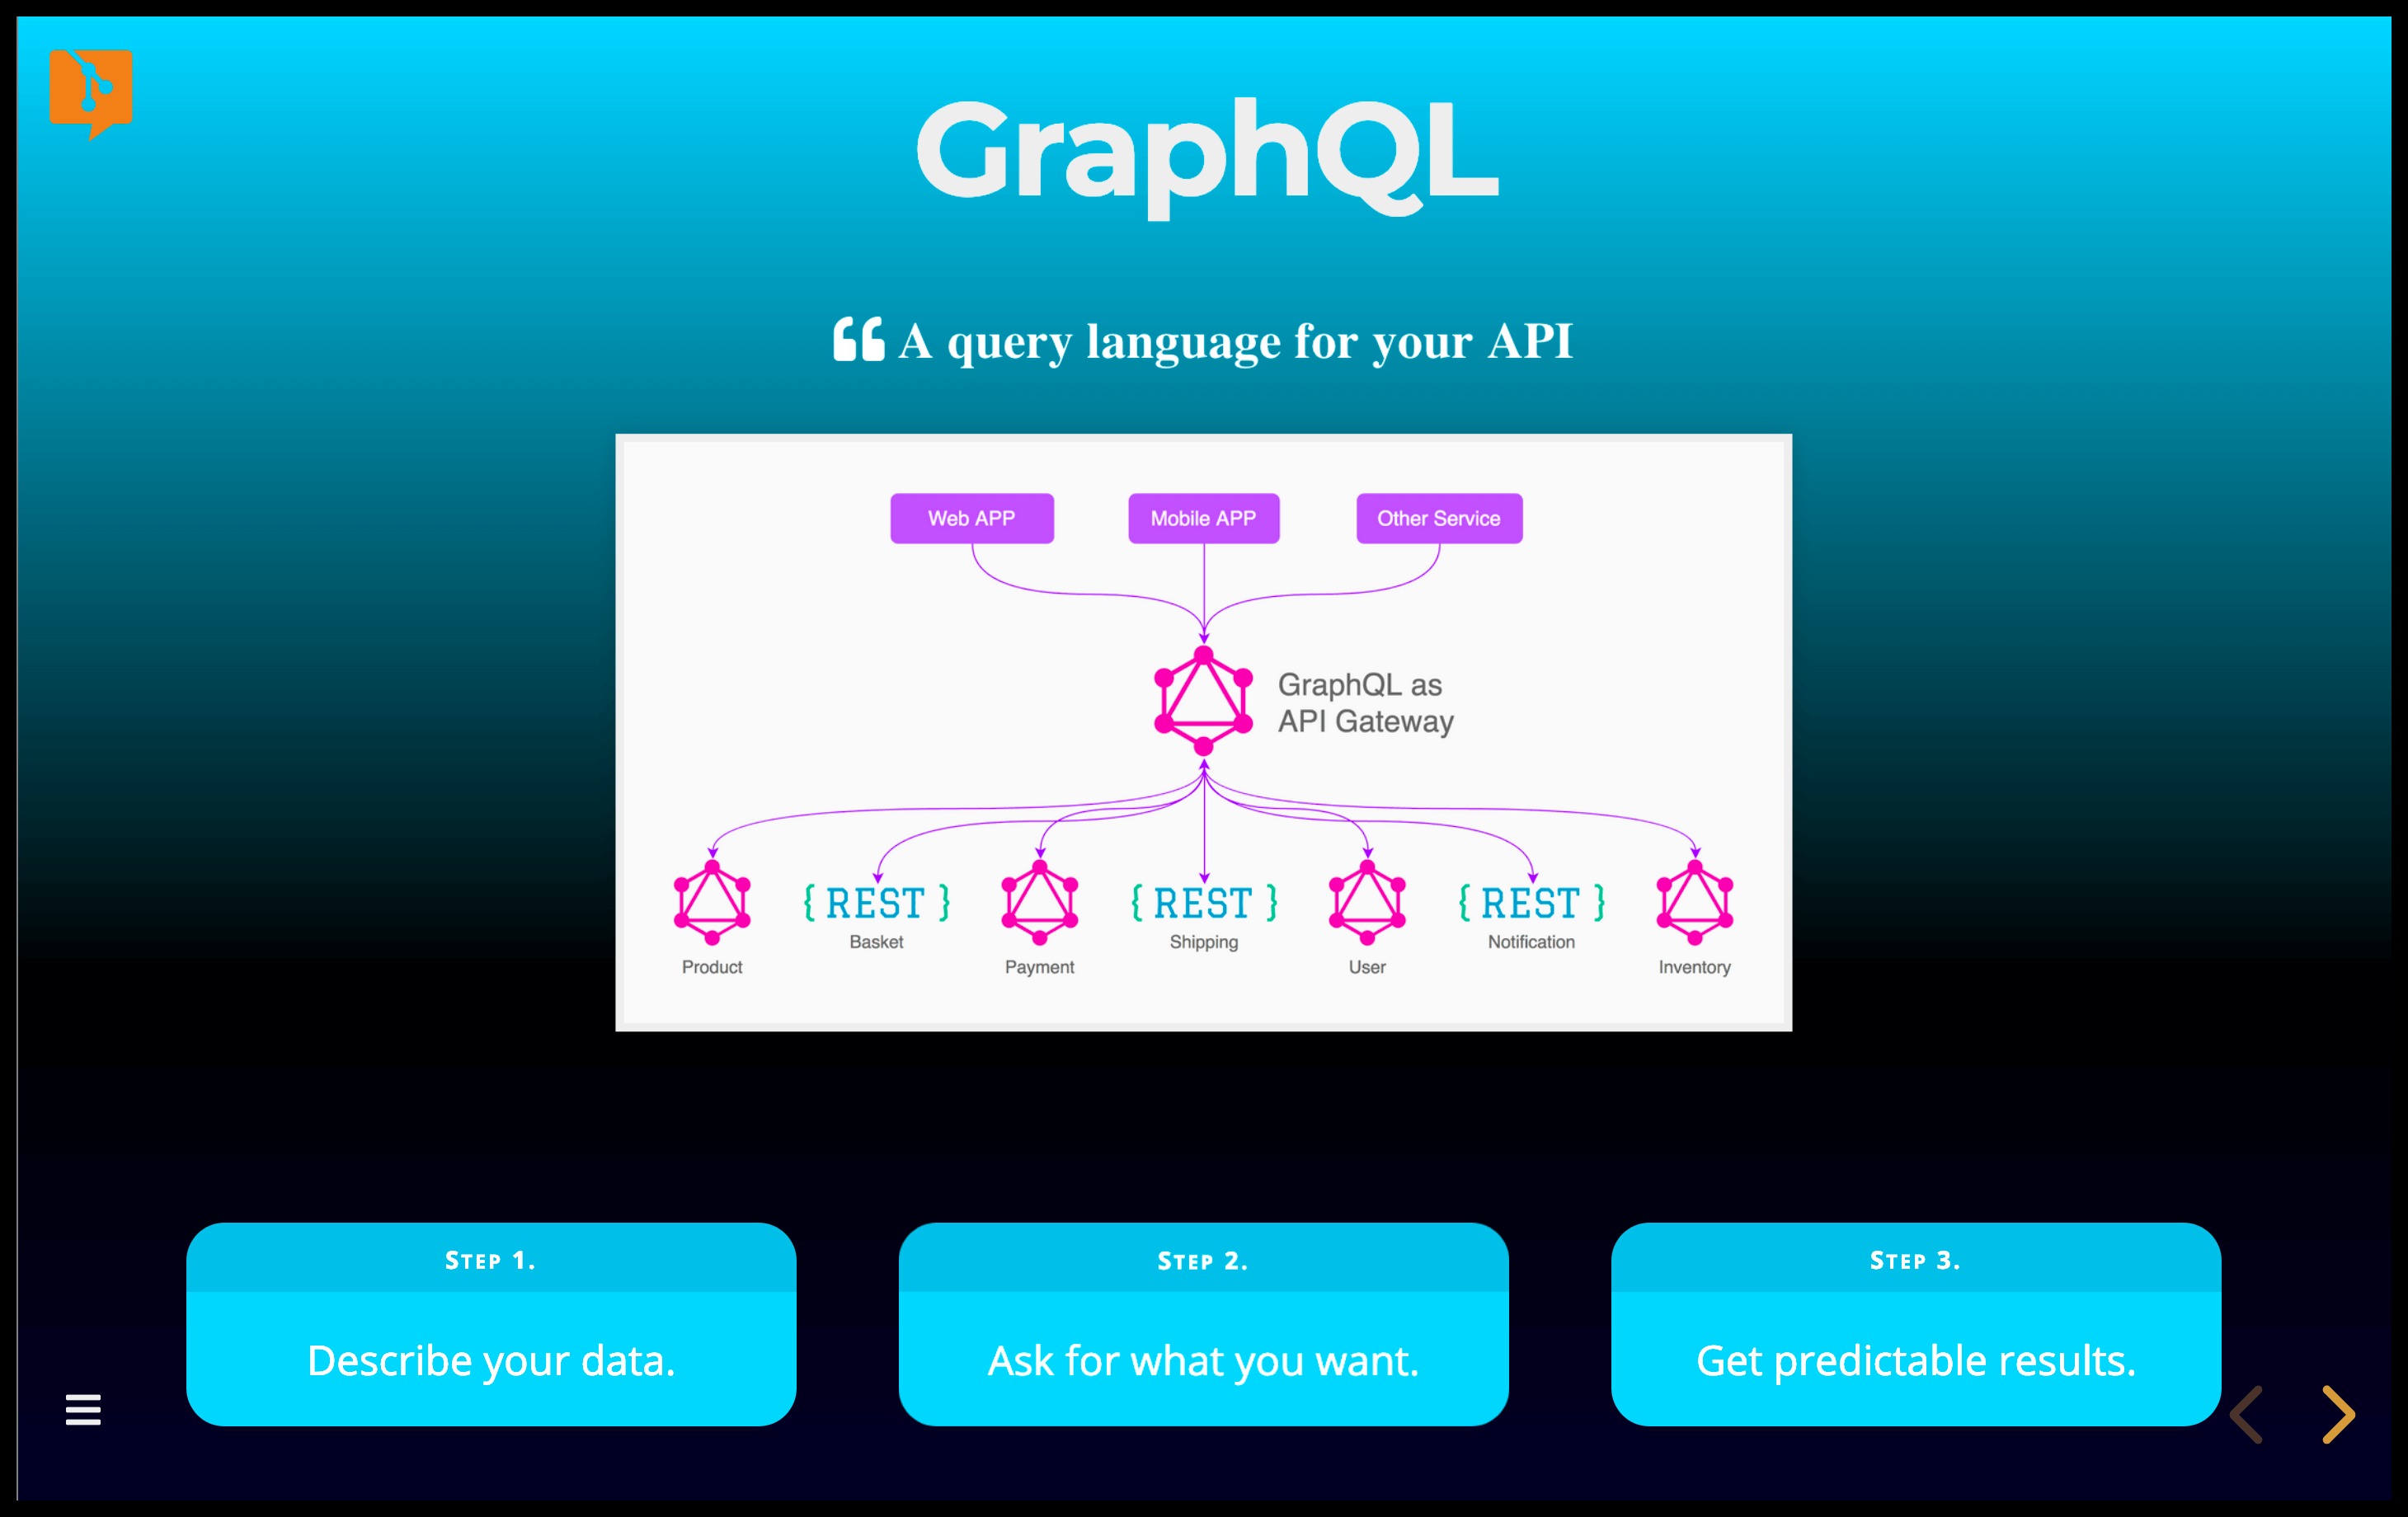 GraphQL
A query language for your API
Web APP
Mobile APP
Other Service
GraphQL as
API Gateway
{ REST }
{ REST }
{ REST }
Basket
Shipping
Notification
Product
Payment
User
Inventory
Step 1.
Describe your data.
Step 2.
Ask for what you want.
Step 3.
Get predictable results.